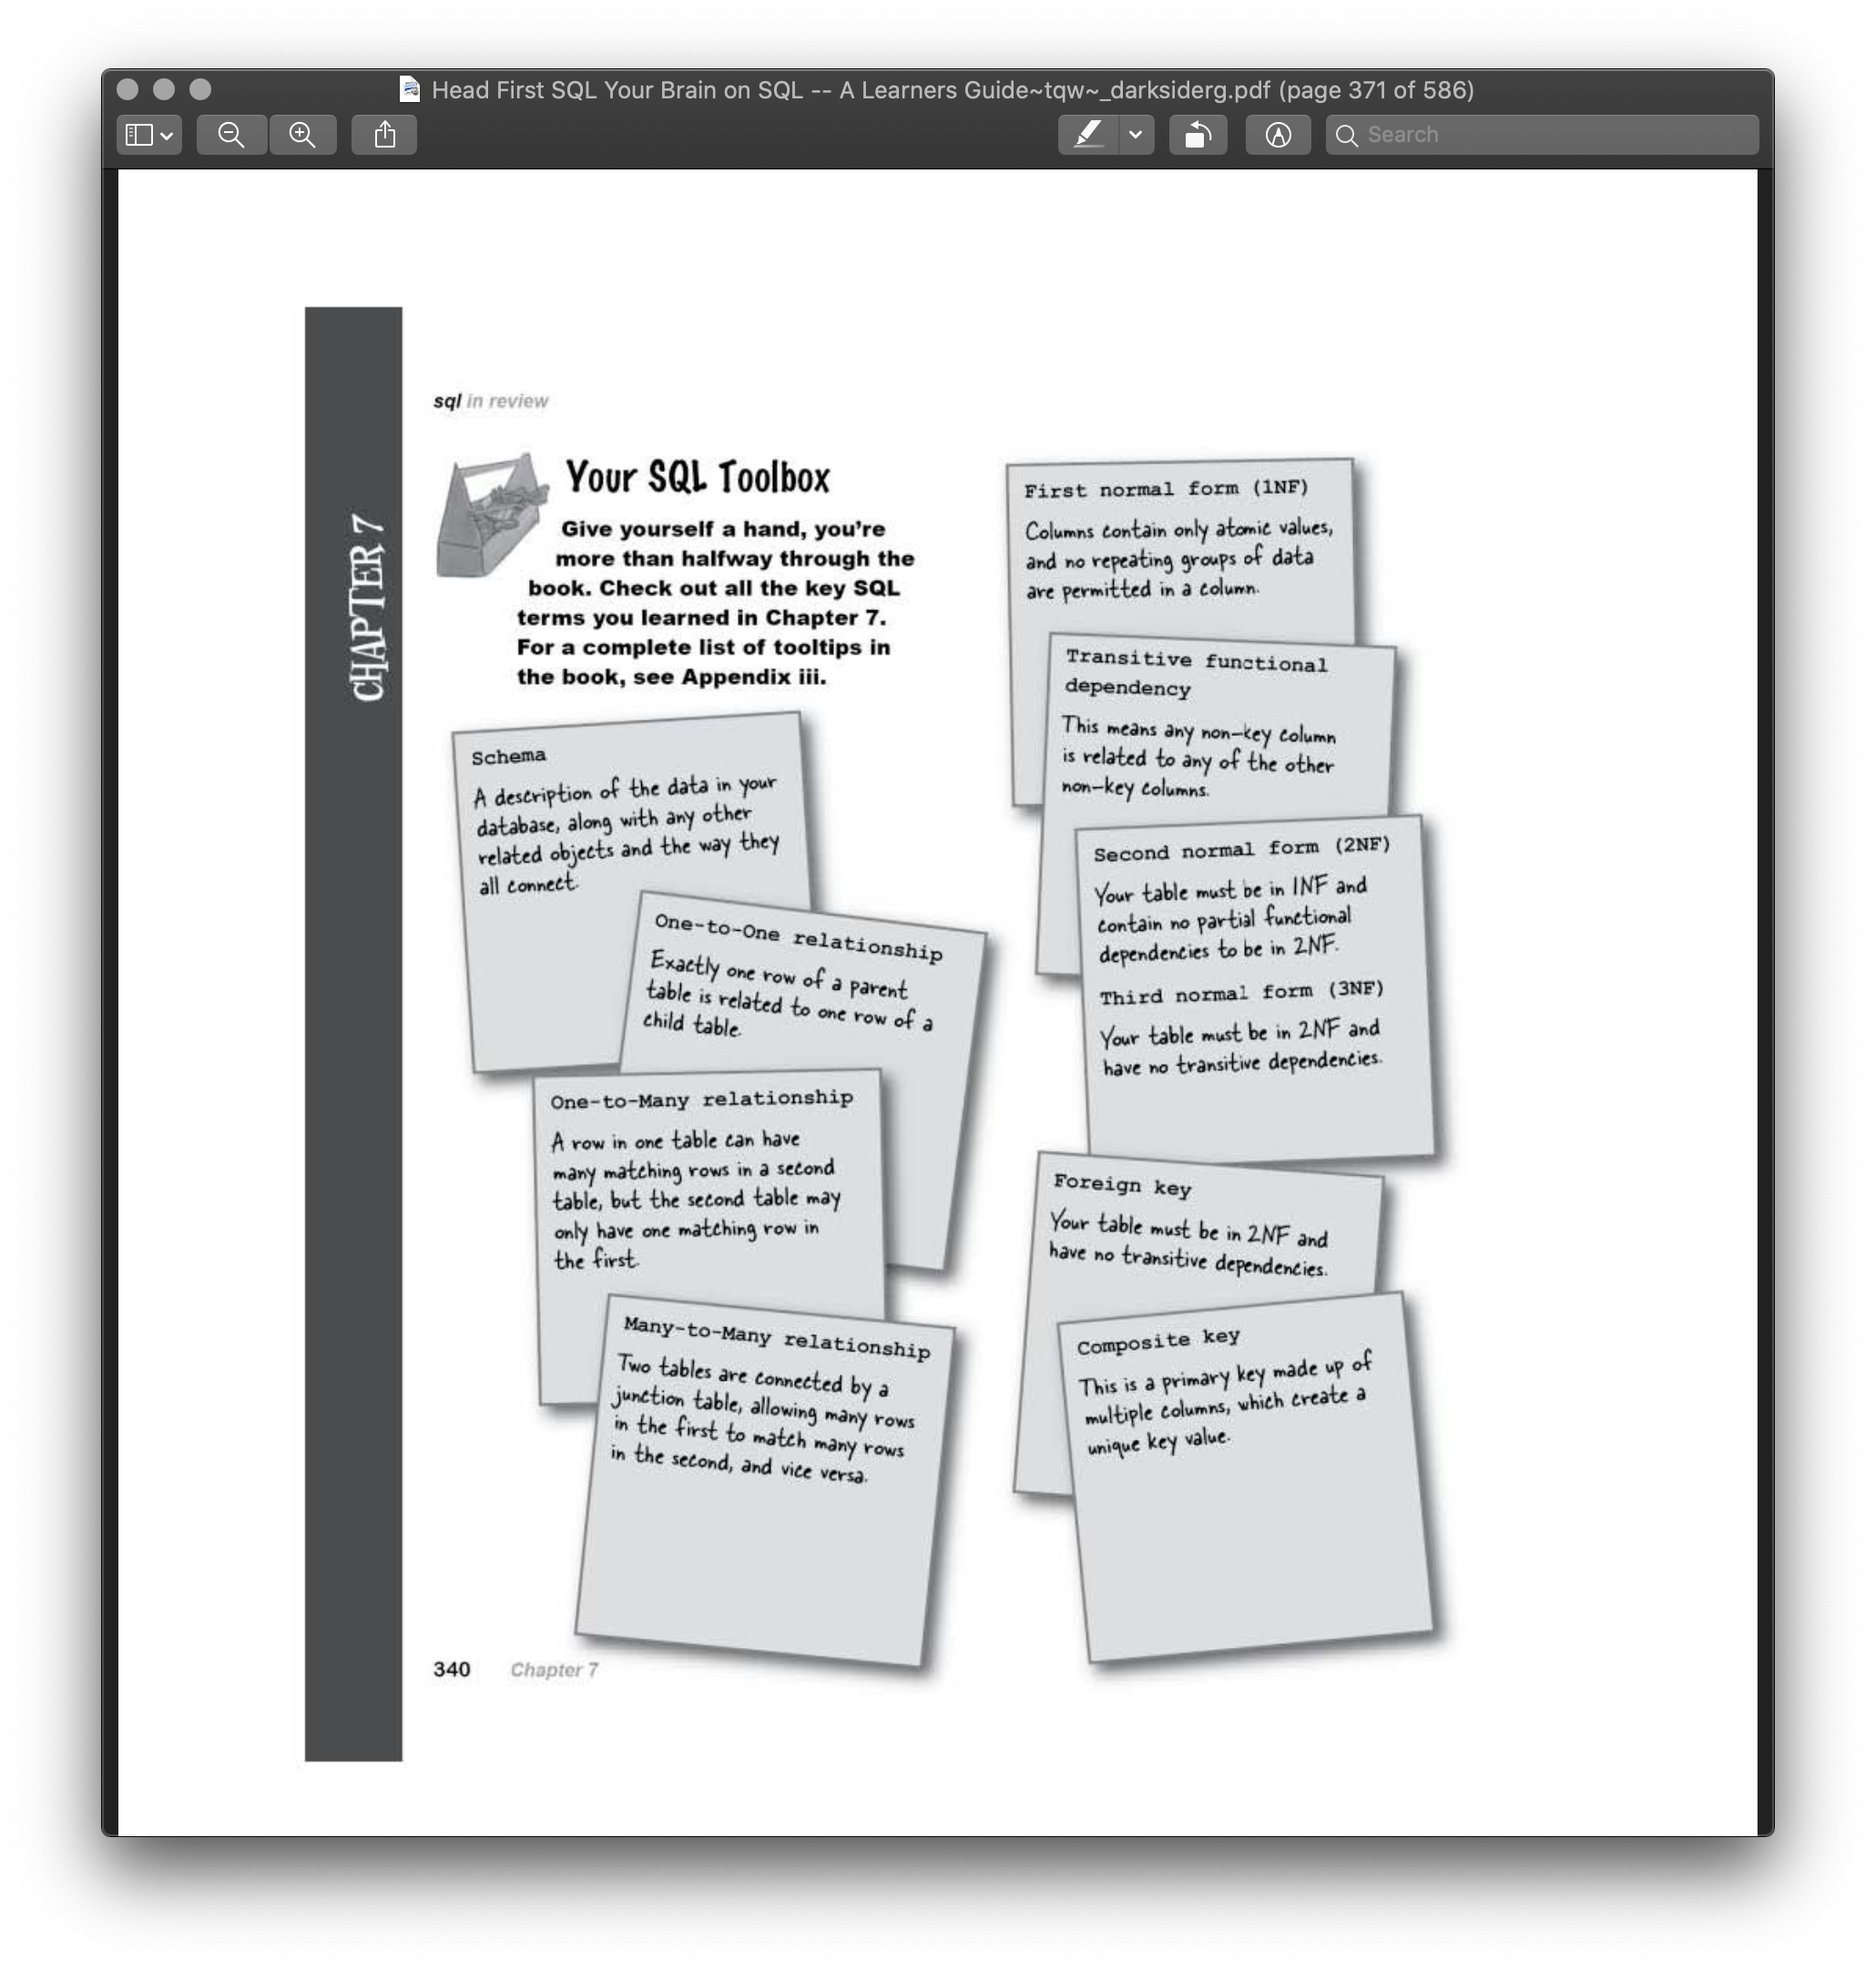 Head First SQL Your Brain on SQL -- A Learners Guide~tqw~_darksiderg.pdf (page 371 of 586)
Search
CHAPTER 7
sql in review
Your SQL Toolbox
Give yourself a hand, you're
more than halfway through the
book. Check out all the key SQL
terms you learned in Chapter 7.
For a complete list of tooltips in
the book, see Appendix iii.
Schema
A description of the data in your
database, along with any other
related objects and the way they
all connect.
One-to-One relationship
Exactly one row of a parent
table is related to one row of a
child table.
One-to-Many relationship
A row in one table can have
many matching rows in a second
table, but the second table may
only have one matching row in
the first.
Many-to-Many relationship
Two tables are connected by a
junction table, allowing many rows
in the first to match many rows
in the second, and vice versa.
First normal form (1NF)
Columns contain only atomic values,
and no repeating groups of data
are permitted in a column.
Transitive functional
dependency
This means any non-key column
is related to any of the other
non-key columns.
Second normal form (2NF)
Your table must be in 1NF and
contain no partial functional
dependencies to be in 2NF.
Third normal form (3NF)
Your table must be in 2NF and
have no transitive dependencies.
Foreign key
Your table must be in 2NF and
have no transitive dependencies.
Composite key
This is a primary key made up of
multiple columns, which create a
unique key value.
340 Chapter 7